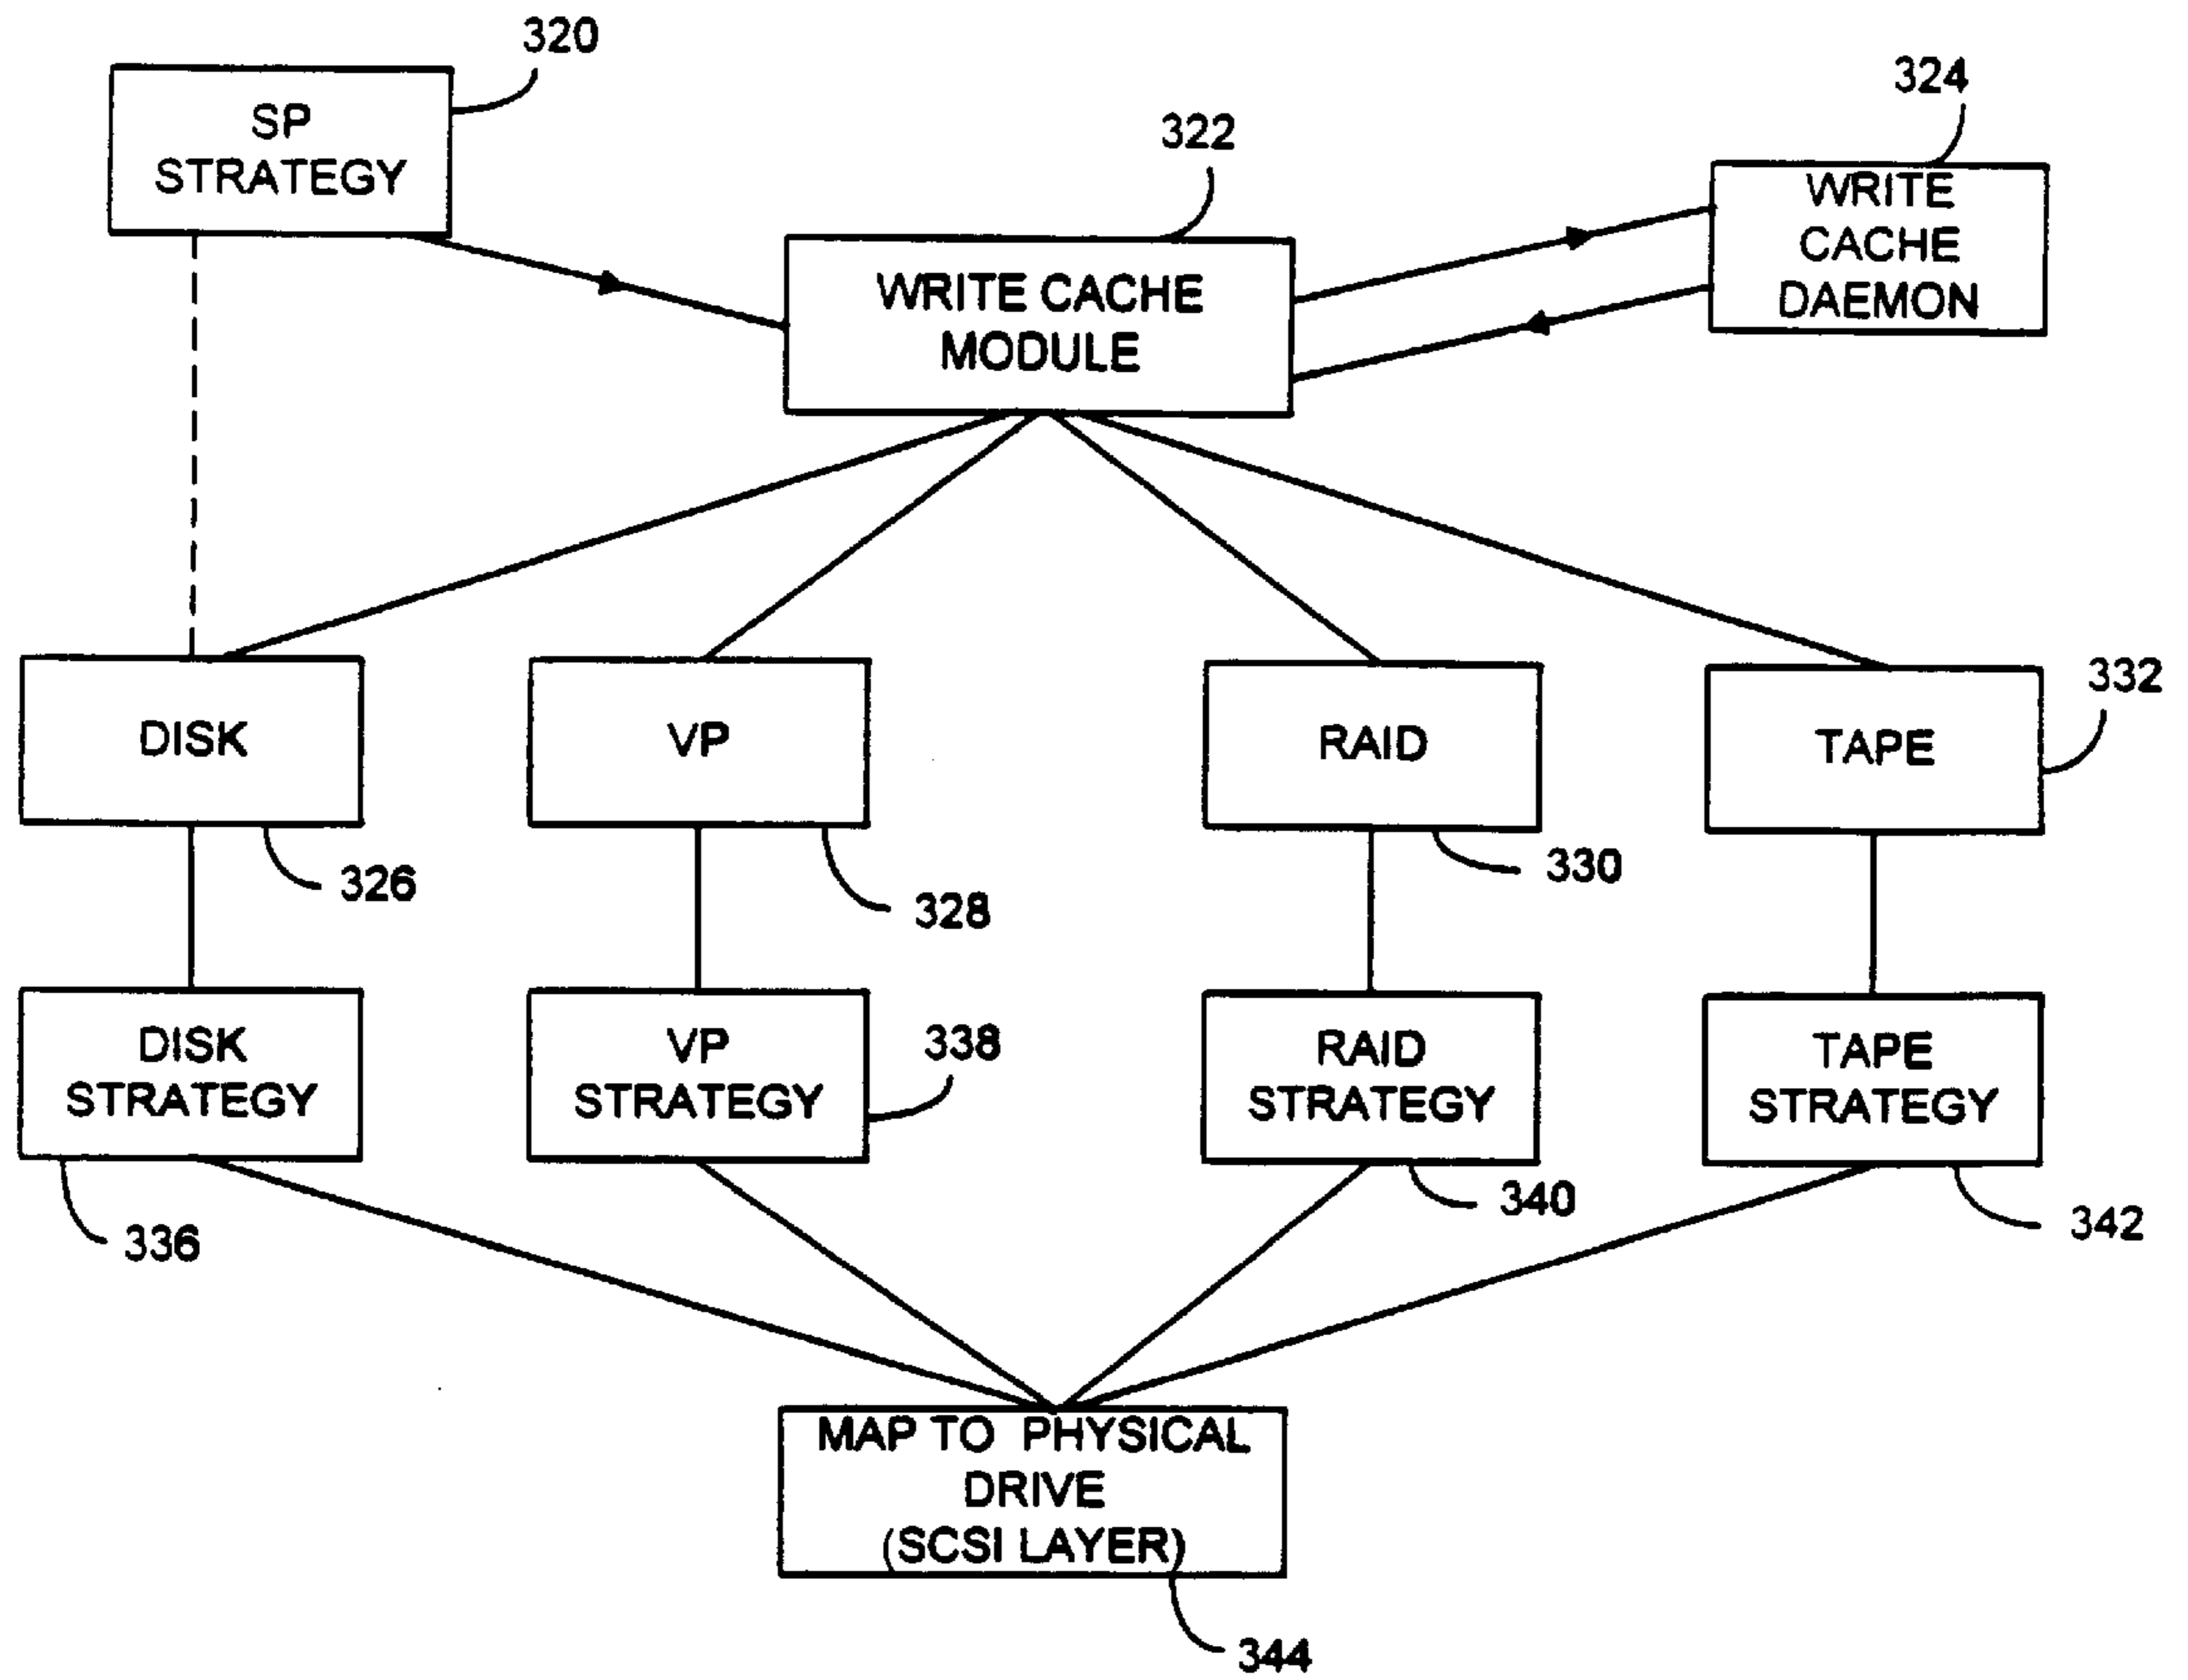 320
SP
STRATEGY
322
324
WRITE
CACHE
DAEMON
WRITE CACHE
MODULE
DISK
VP
RAID
TAPE
332
326
328
330
DISK
STRATEGY
VP
STRATEGY
338
RAID
STRATEGY
TAPE
STRATEGY
336
340
342
MAP TO PHYSICAL
DRIVE
(SCSI LAYER)
344